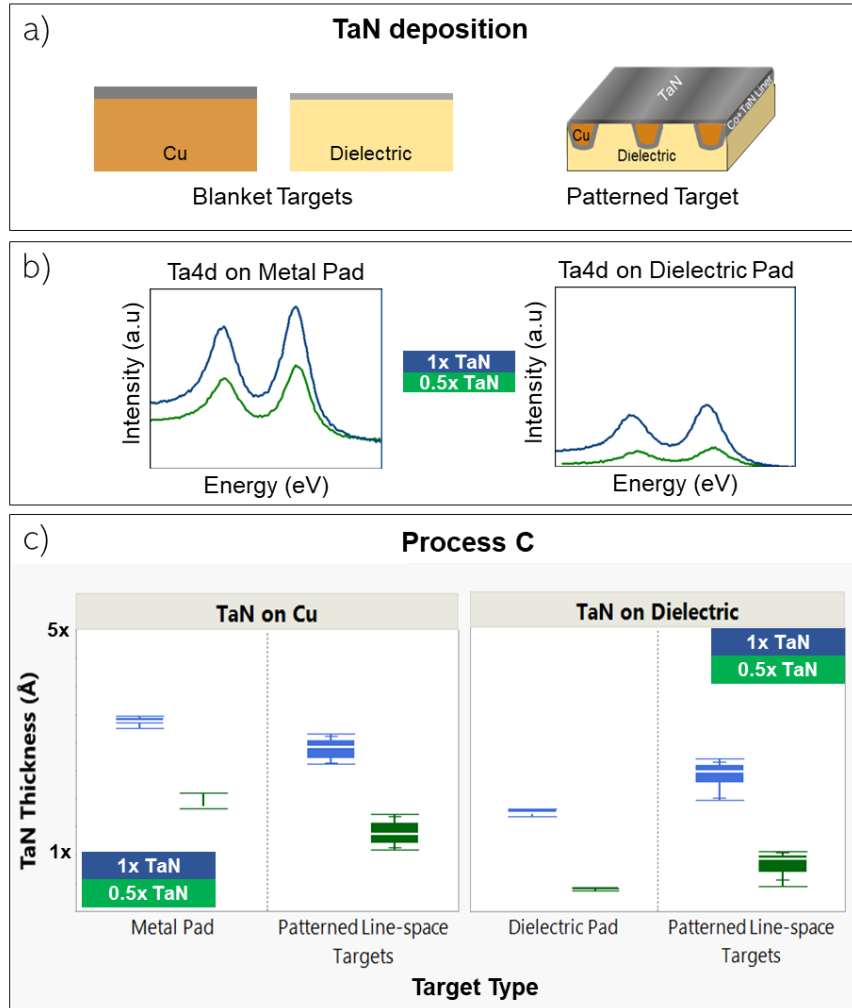 a)
TaN deposition
Cu
Dielectric
Blanket Targets
TaN
Co+TaN Liner
Cu
Dielectric
Patterned Target
b)
Ta4d on Metal Pad
Intensity (a.u)
Energy (eV)
1x TaN
0.5x TaN
Ta4d on Dielectric Pad
Intensity (a.u)
Energy (eV)
c)
Process C
TaN on Cu
TaN on Dielectric
5x
1x
TaN Thickness (Å)
1x TaN
0.5x TaN
1x TaN
0.5x TaN
Metal Pad
Patterned Line-space
Targets
Dielectric Pad
Patterned Line-space
Targets
Target Type